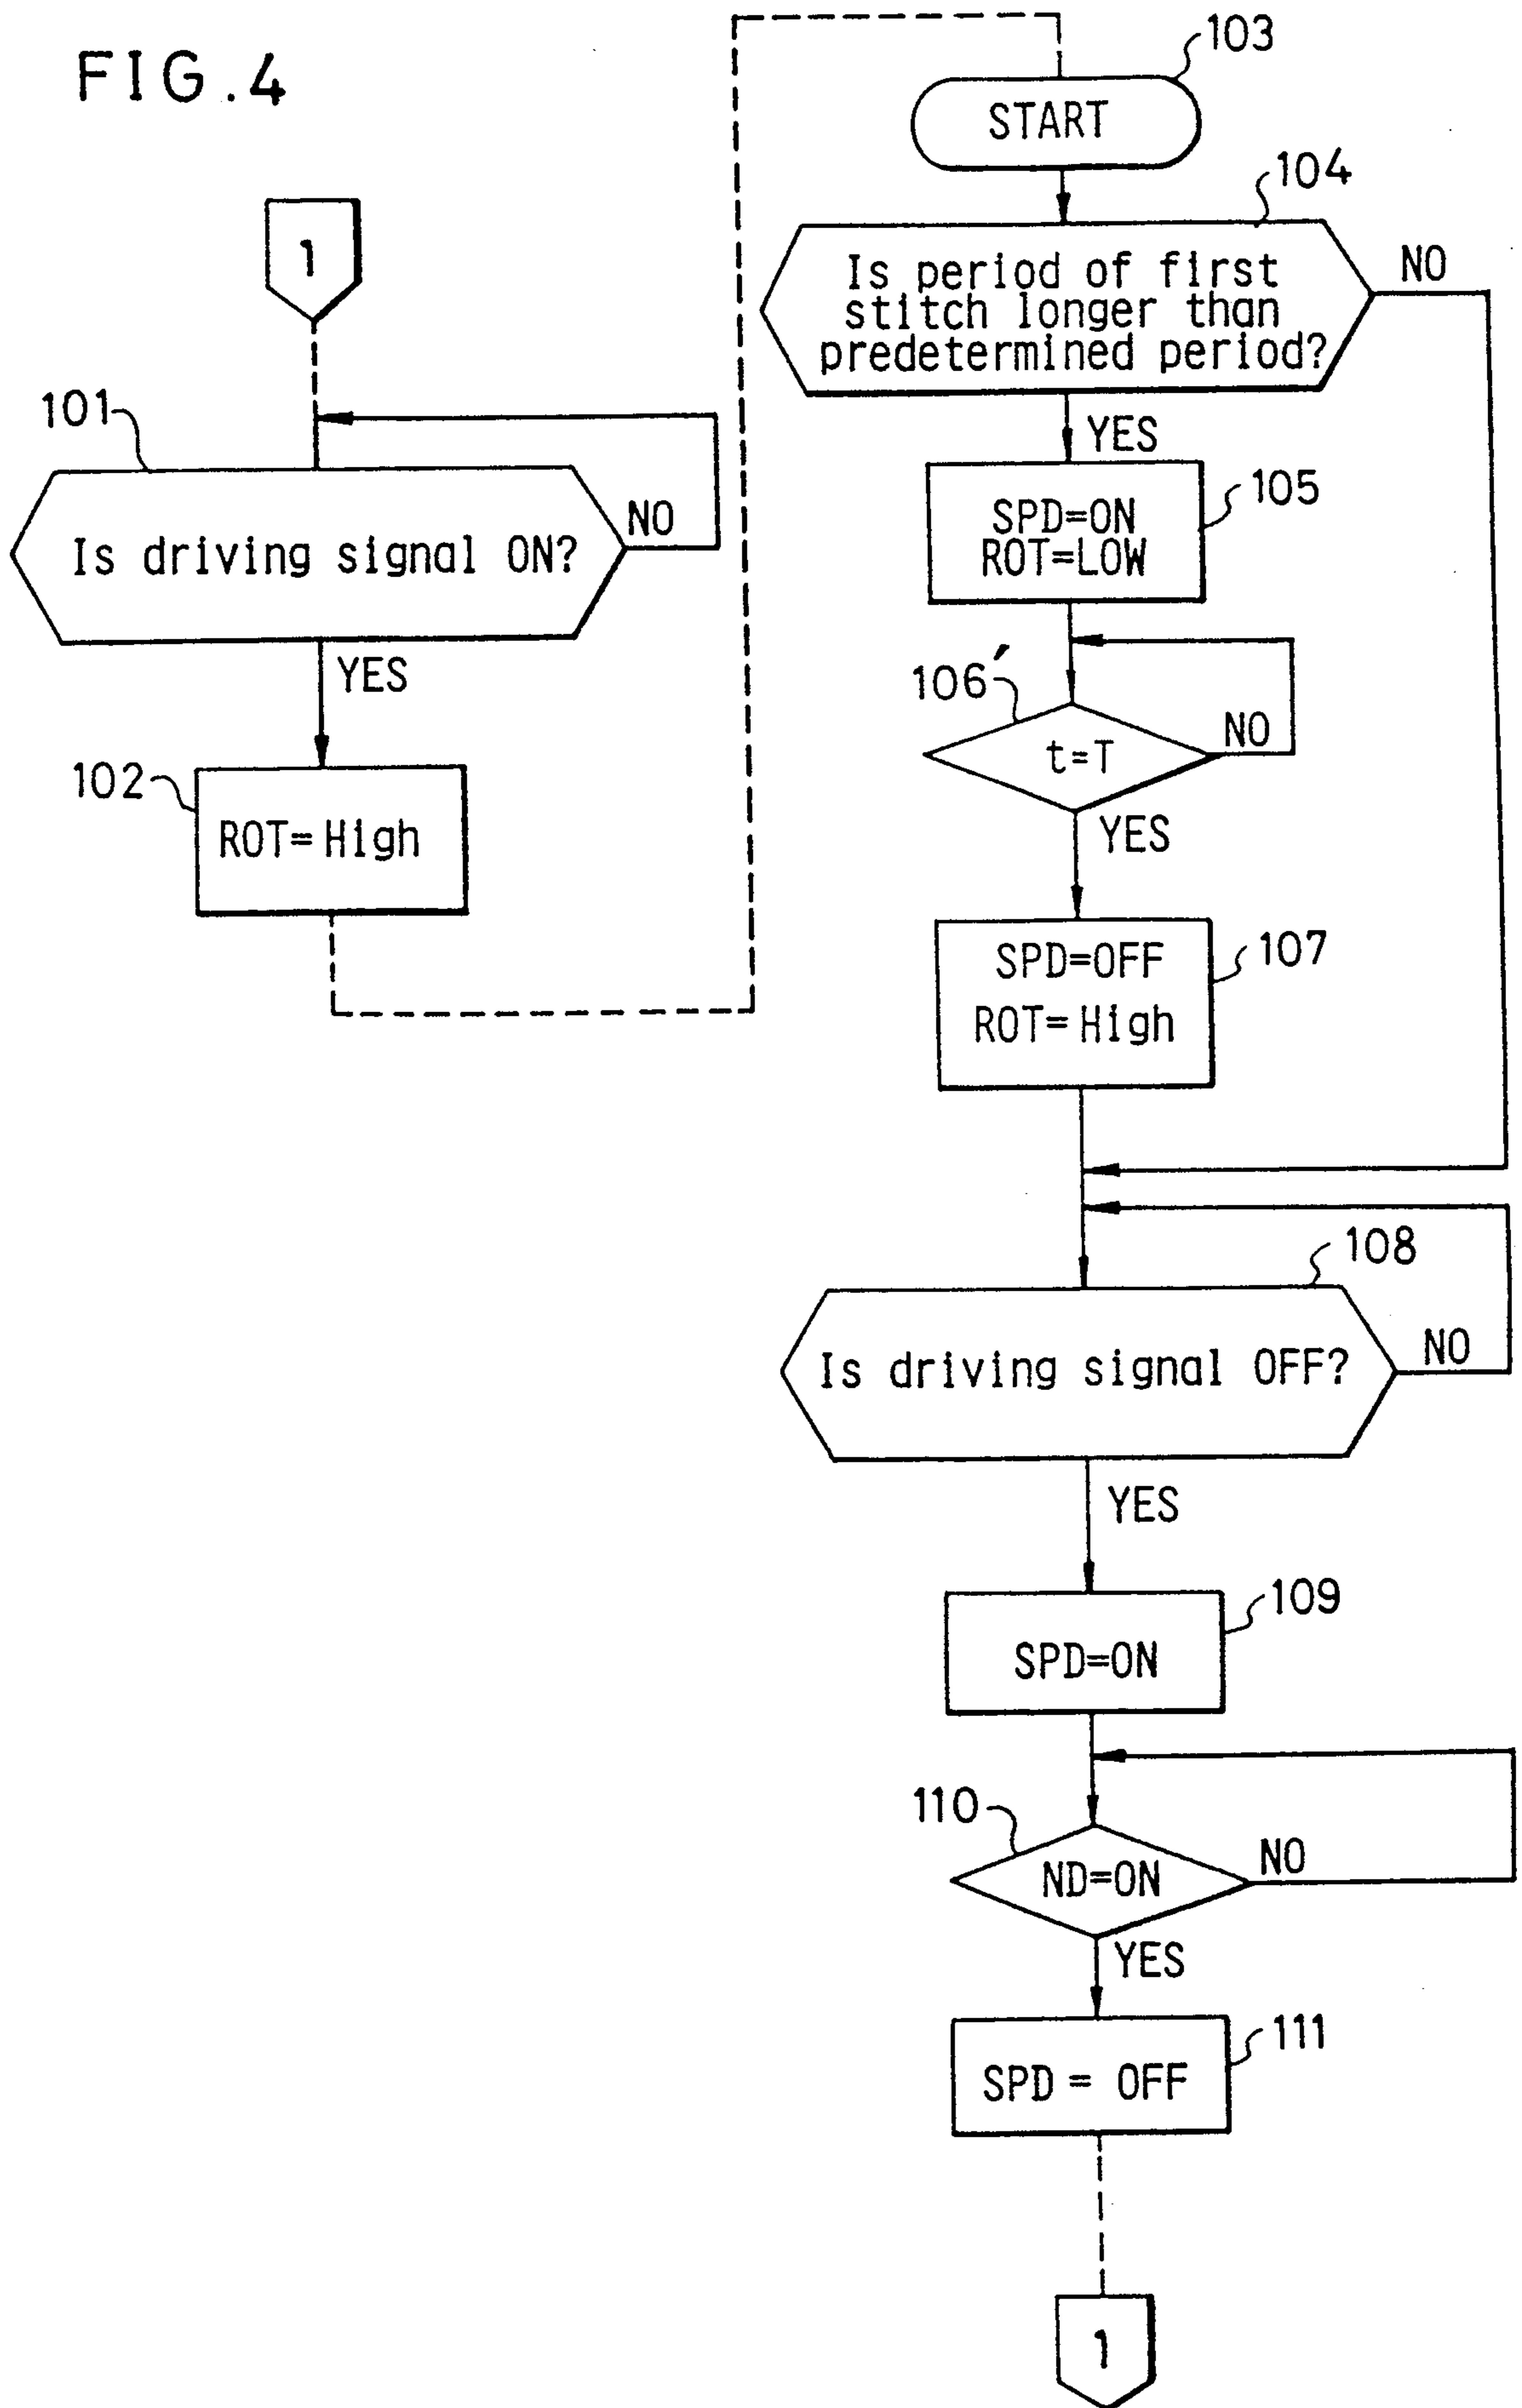 FIG.4
1
101
Is driving signal ON?
NO
YES
102
ROT=High
103
START
104
Is period of first
stitch longer than
predetermined period?
NO
YES
105
SPD=ON
ROT=LOW
106'
t=T
NO
YES
107
SPD=OFF
ROT=High
108
Is driving signal OFF?
NO
YES
109
SPD=ON
110
ND=ON
NO
YES
111
SPD = OFF
1